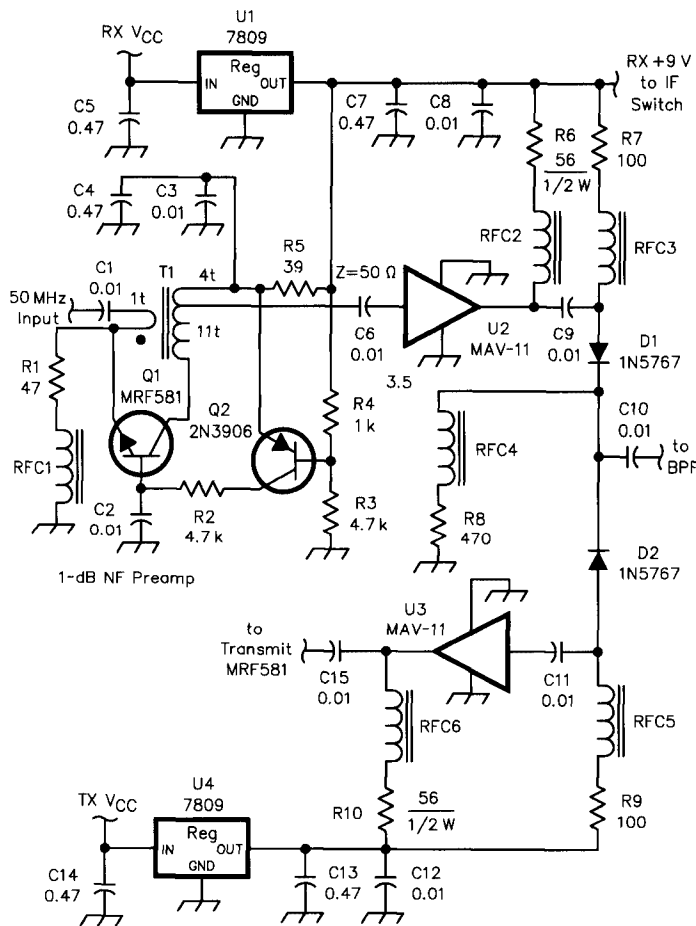 U1
7809
RX VCC
Reg
IN
OUT
GND
RX +9 V
to IF
Switch
C5
0.47
C7
0.47
C8
0.01
R6
56
1/2 W
R7
100
C4
0.47
C3
0.01
RFC2
RFC3
R5
39
Z=50 Ω
T1
4t
C1
0.01
1t
50 MHz
Input
11t
C6
0.01
U2
MAV-11
C9
0.01
D1
1N5767
3.5
R1
47
Q1
MRF581
Q2
2N3906
R4
1 k
RFC4
C10
0.01
to
BPF
RFC1
C2
0.01
R2
4.7 k
R3
4.7 k
R8
470
D2
1N5767
1-dB NF Preamp
U3
MAV-11
to
Transmit
MRF581
C15
0.01
C11
0.01
RFC6
RFC5
U4
7809
TX VCC
Reg
IN
OUT
GND
R10
56
1/2 W
R9
100
C14
0.47
C13
0.47
C12
0.01